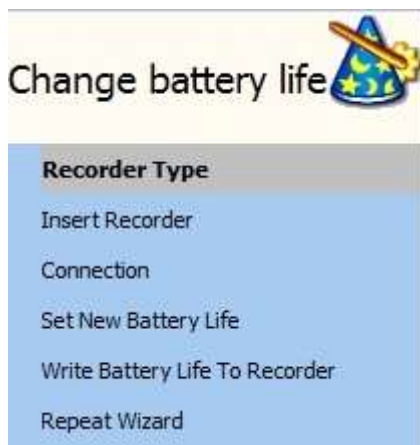 Change battery life
Recorder Type
Insert Recorder
Connection
Set New Battery Life
Write Battery Life To Recorder
Repeat Wizard